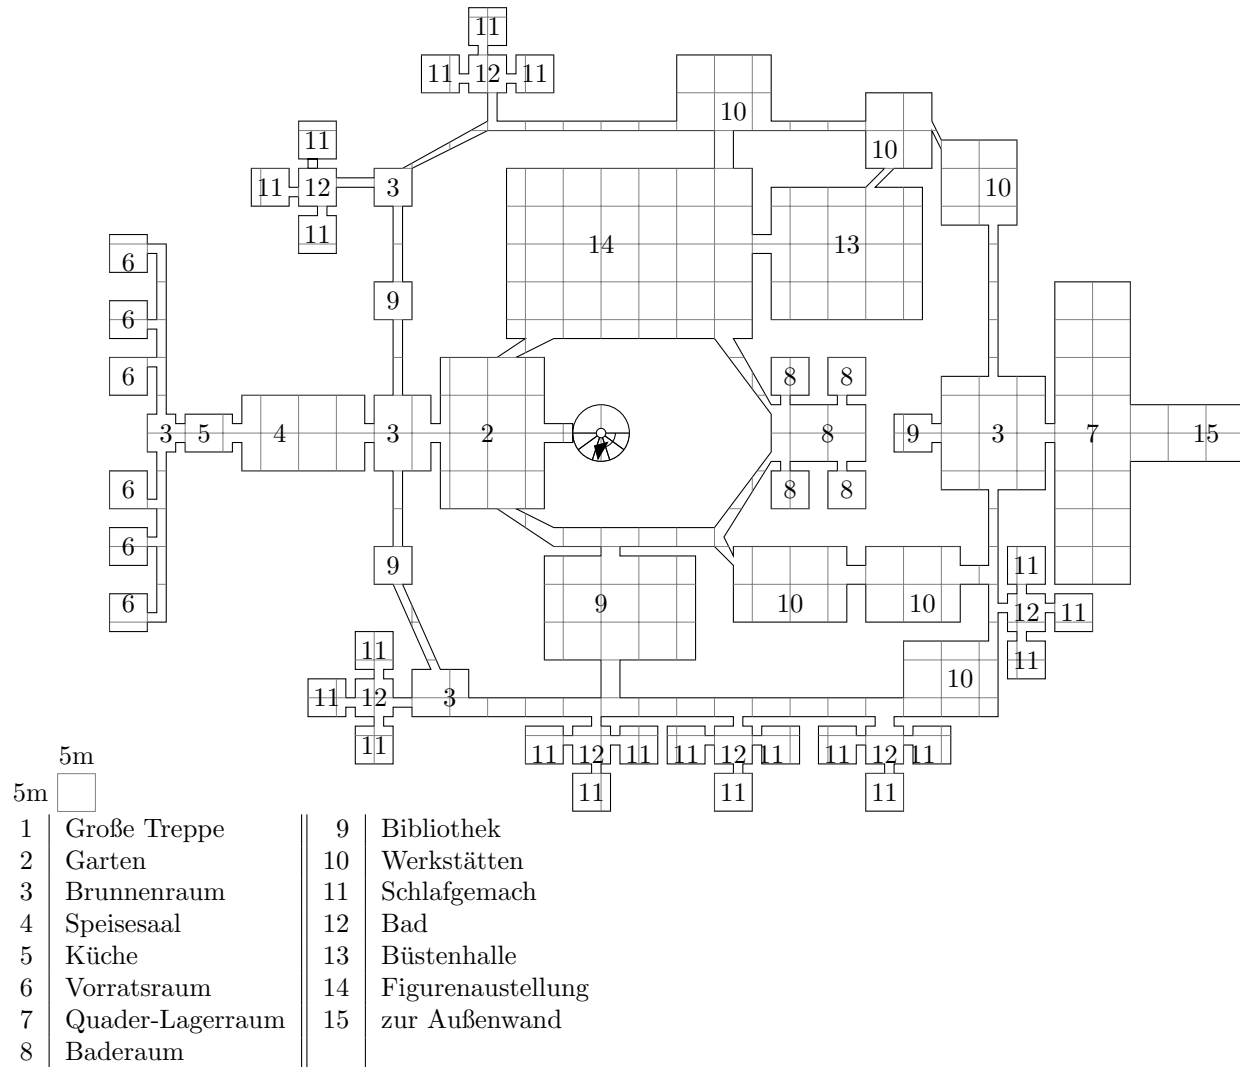 11
11 12 11
10
11
10
11 12 3
10
11
14 13
6
9
6
6 8 8
3 5 4 3 2 8 9 3 7 15
6 8 8
6
9 11
6 9 10 10 12 11
11 11
10
11 12 3
11
11 12 11 11 12 11 11 12 11
5m
5m 11 11 11
1 Große Treppe 9 Bibliothek
2 Garten 10 Werkstätten
3 Brunnenraum 11 Schlafgemach
4 Speisesaal 12 Bad
5 Küche 13 Büstenhalle
6 Vorratsraum 14 Figurenaustellung
7 Quader-Lagerraum 15 zur Außenwand
8 Baderaum